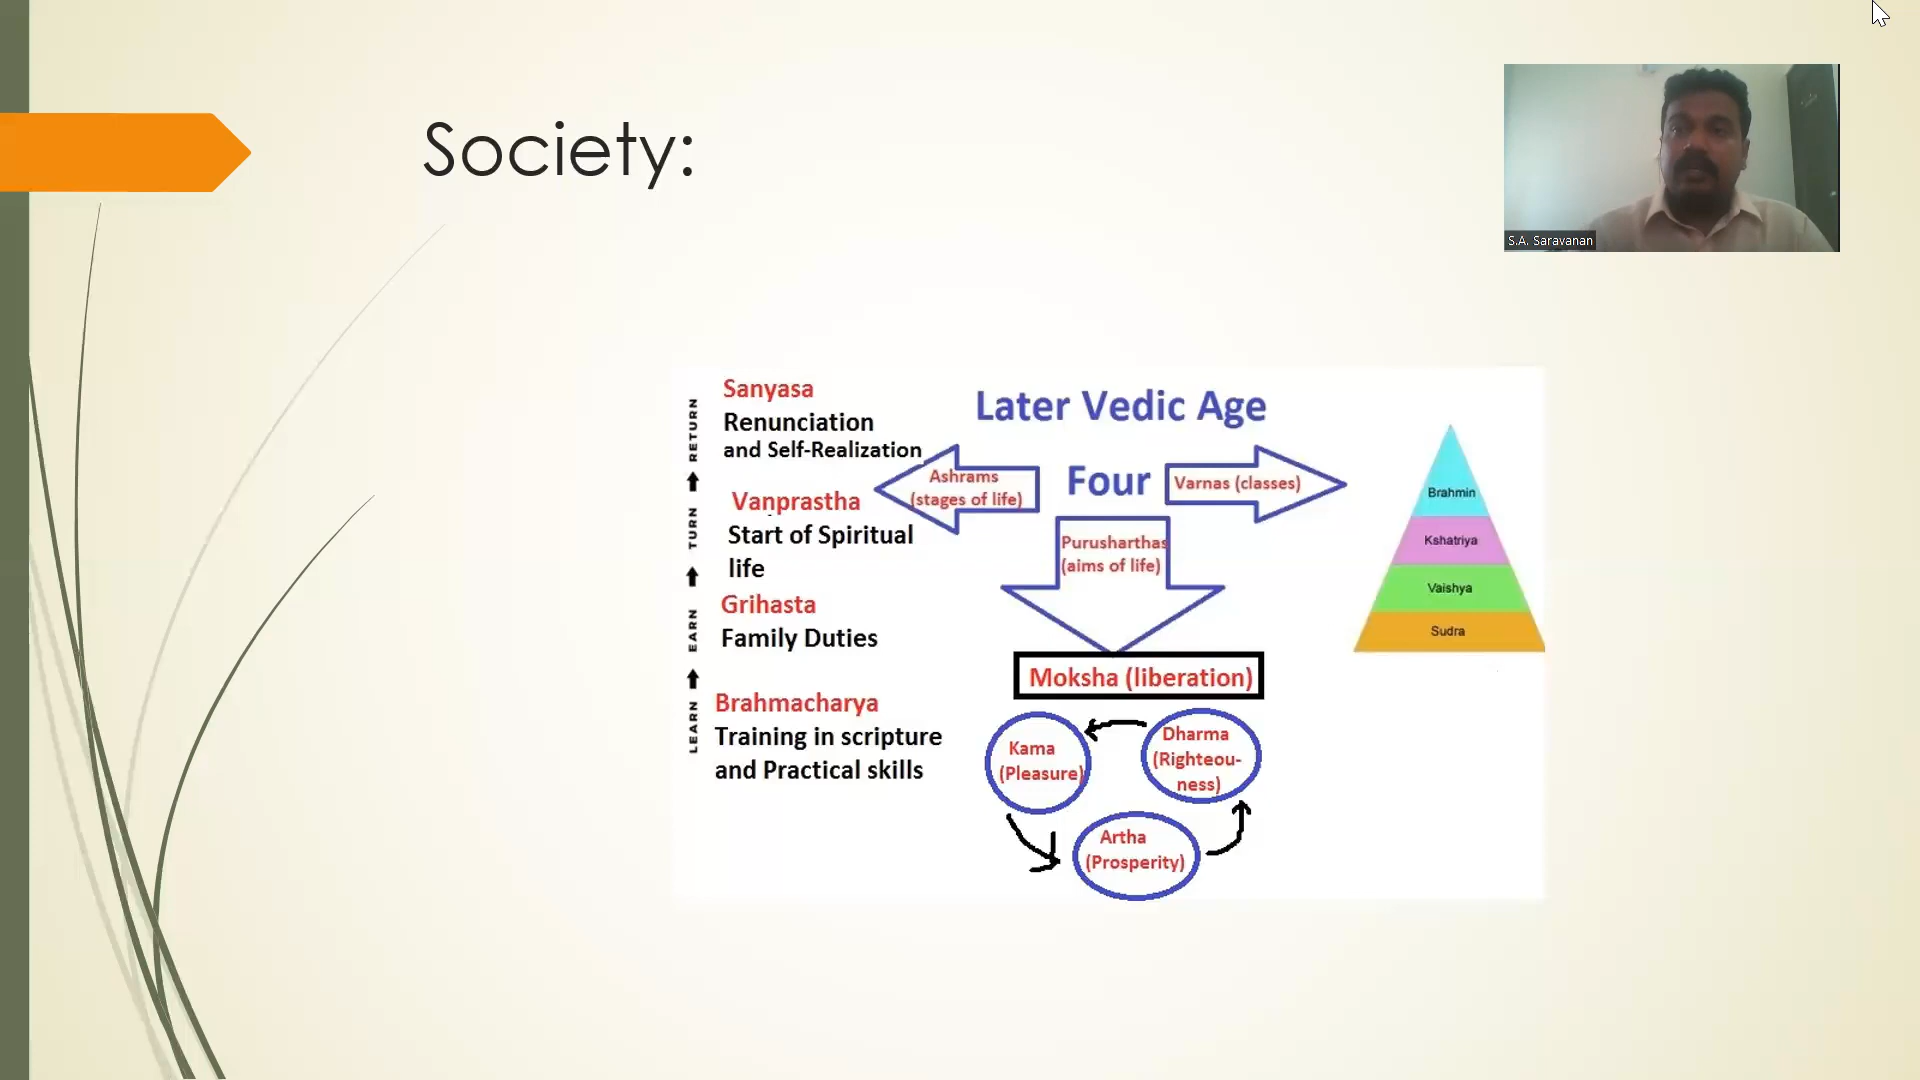 Society:
S.A. Saravanan
RETURN
TURN
EARN
LEARN
Sanyasa
Renunciation
and Self-Realization
Vanprastha
Start of Spiritual
life
Grihasta
Family Duties
Brahmacharya
Training in scripture
and Practical skills
Later Vedic Age
Four
Ashrams
(stages of life)
Varnas (classes)
Purusharthas
(aims of life)
Moksha (liberation)
Kama
(Pleasure)
Dharma
(Righteou-
ness)
Artha
(Prosperity)
Brahmin
Kshatriya
Vaishya
Sudra